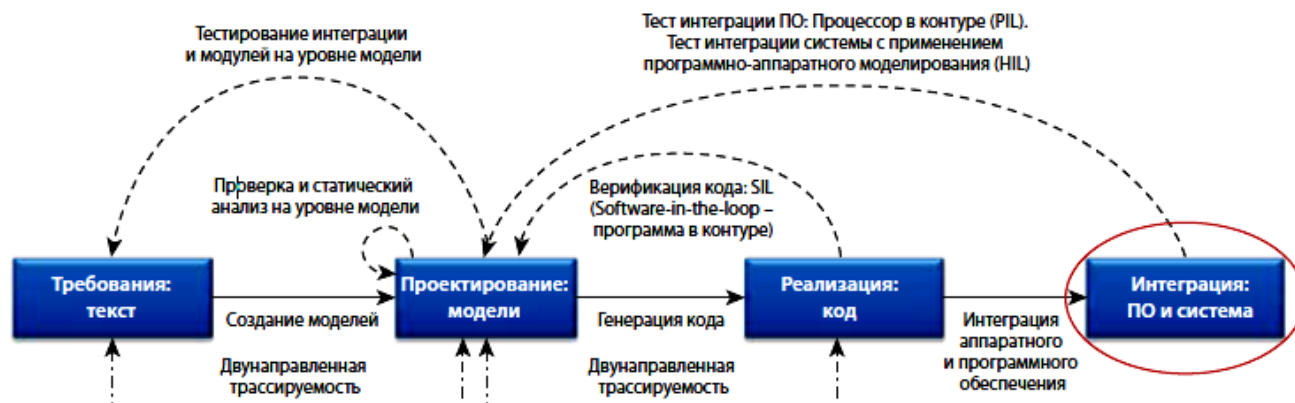 Тестирование интеграции
и модулей на уровне модели
Тест интеграции ПО: Процессор в контуре (PIL).
Тест интеграции системы с применением
программно-аппаратного моделирования (HIL)
Проверка и статический
анализ на уровне модели
Верификация кода: SIL
(Software-in-the-loop –
программа в контуре)
Требования:
текст
Создание моделей
Проектирование:
модели
Генерация кода
Реализация:
код
Интеграция
аппаратного
и программного
обеспечения
Интеграция:
ПО и система
Двунаправленная
трассируемость
Двунаправленная
трассируемость